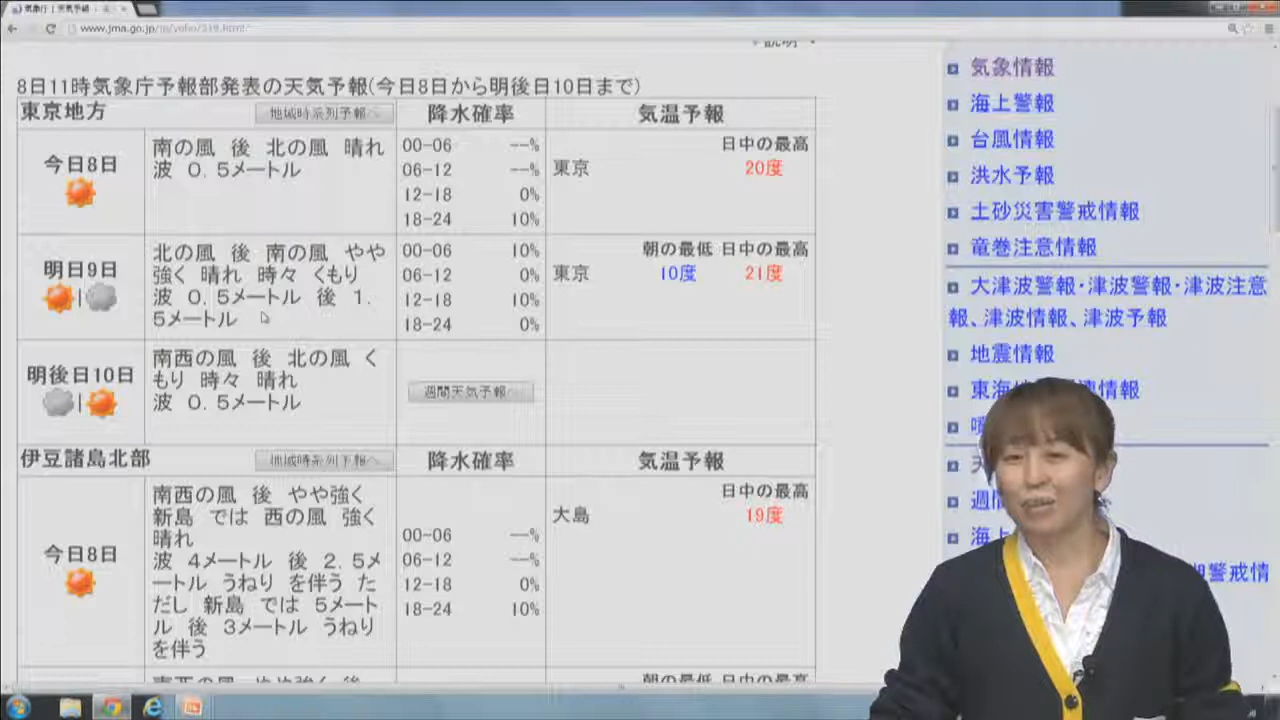 www.jma.go.jp/jp/yoho/319.html
8日11時気象庁予報部発表の天気予報(今日8日から明後日10日まで)
東京地方 地域時系列予報へ 降水確率 気温予報
今日8日
南の風 後 北の風 晴れ
波 0.5メートル
00-06 --%
06-12 --%
12-18 0%
18-24 10%
日中の最高
東京 20度
明日9日
北の風 後 南の風 やや
強く 晴れ 時々 くもり
波 0.5メートル 後 1.
5メートル
00-06 10%
06-12 0%
12-18 10%
18-24 0%
朝の最低 日中の最高
東京 10度 21度
明後日10日
南西の風 後 北の風 く
もり 時々 晴れ
波 0.5メートル
週間天気予報へ
伊豆諸島北部 地域時系列予報へ 降水確率 気温予報
今日8日
南西の風 後 やや強く
新島 では 西の風 強く
晴れ
波 4メートル 後 2.5メ
ートル うねり を伴う た
だし 新島 では 5メート
ル 後 3メートル うねり
を伴う
00-06 --%
06-12 --%
12-18 0%
18-24 10%
日中の最高
大島 19度
朝の最低 日中の最高
気象情報
海上警報
台風情報
洪水予報
土砂災害警戒情報
竜巻注意情報
大津波警報・津波警報・津波注意
報、津波情報、津波予報
地震情報
東海
情報
週間
海上
警戒情